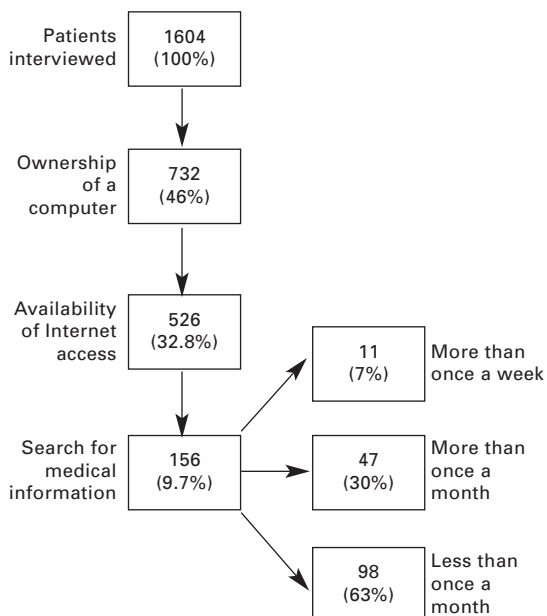 Patients
interviewed
1604
(100%)
Ownership
of a
computer
732
(46%)
Availability
of Internet
access
526
(32.8%)
11
(7%)
More than
once a week
Search for
medical
information
156
(9.7%)
47
(30%)
More than
once a
month
98
(63%)
Less than
once a
month